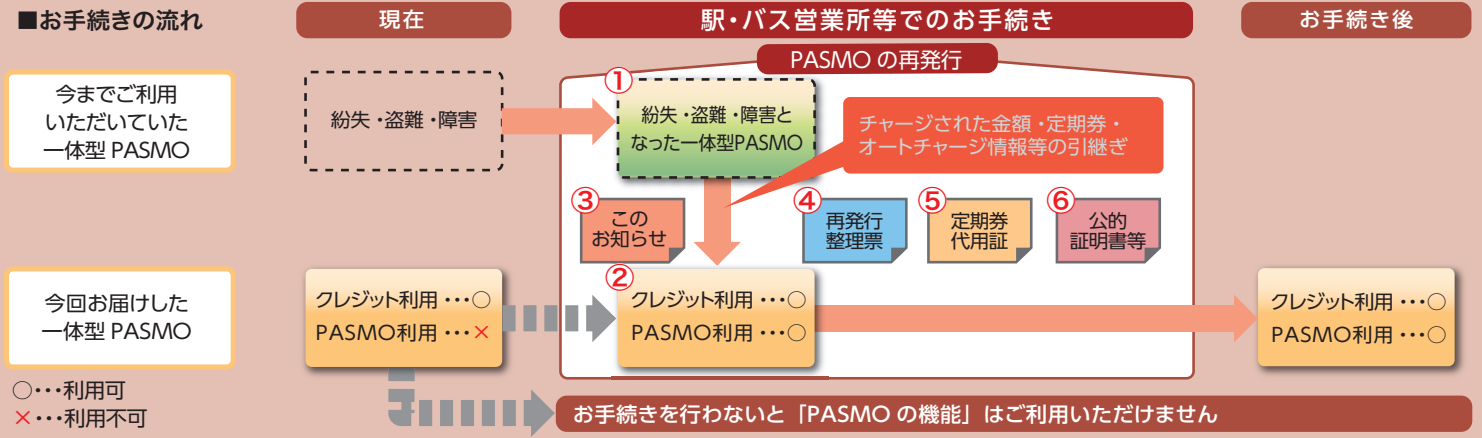 ■お手続きの流れ
現在
駅・バス営業所等でのお手続き
お手続き後
PASMO の再発行
今までご利用
いただいていた
一体型 PASMO
紛失・盗難・障害
①
紛失・盗難・障害と
なった一体型PASMO
チャージされた金額・定期券・
オートチャージ情報等の引継ぎ
③
この
お知らせ
④
再発行
整理票
⑤
定期券
代用証
⑥
公的
証明書等
今回お届けした
一体型 PASMO
クレジット利用 ・・・○
PASMO利用 ・・・×
②
クレジット利用 ・・・○
PASMO利用 ・・・○
クレジット利用 ・・・○
PASMO利用 ・・・○
○・・・利用可
×・・・利用不可
お手続きを行わないと「PASMO の機能」はご利用いただけません